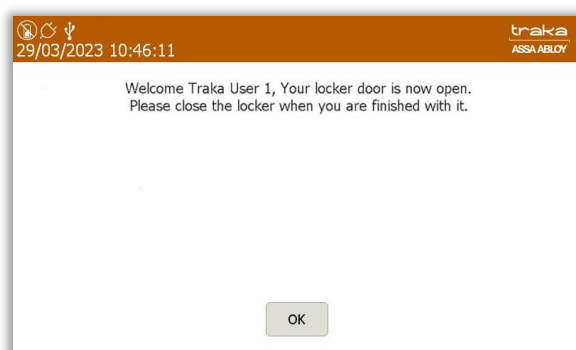 traka
29/03/2023 10:46:11
ASSA ABLOY
Welcome Traka User 1, Your locker door is now open.
Please close the locker when you are finished with it.
OK